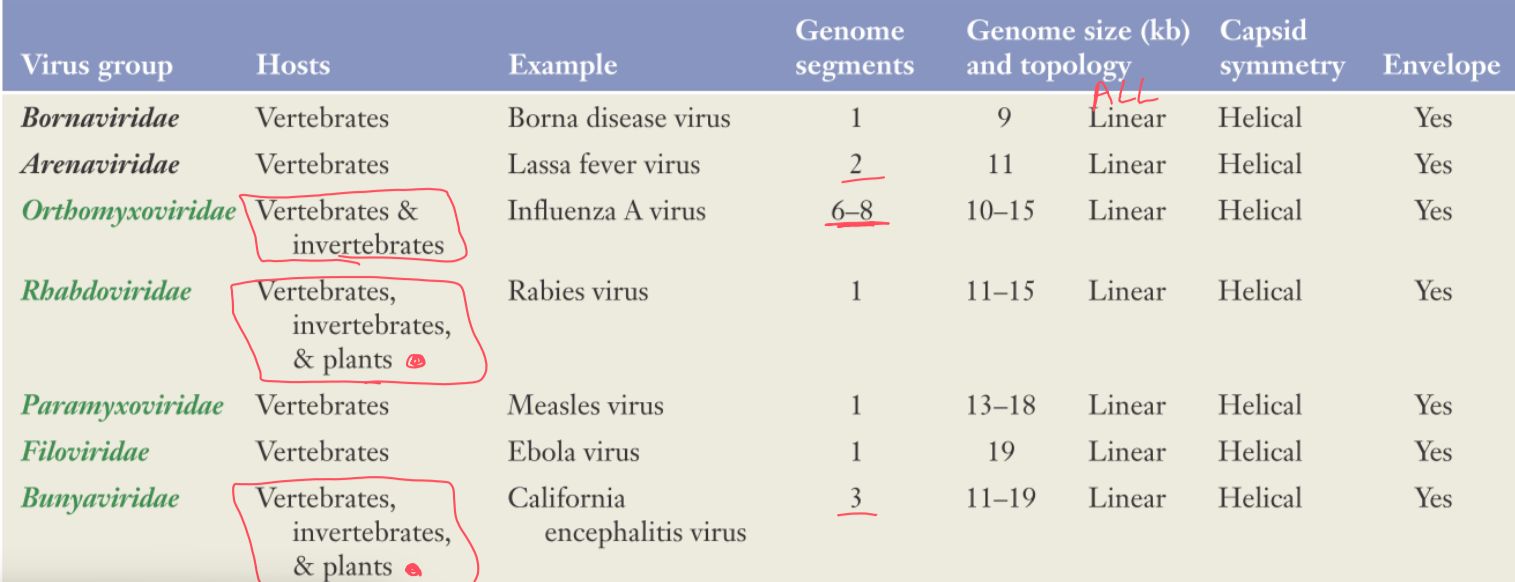 Genome Genome size (kb) Capsid
Virus group Hosts Example segments and topology symmetry Envelope
ALL
Bornaviridae Vertebrates Borna disease virus 1 9 Linear Helical Yes
Arenaviridae Vertebrates Lassa fever virus 2 11 Linear Helical Yes
Orthomyxoviridae Vertebrates & Influenza A virus 6–8 10–15 Linear Helical Yes
invertebrates
Rhabdoviridae Vertebrates, Rabies virus 1 11–15 Linear Helical Yes
invertebrates,
& plants
Paramyxoviridae Vertebrates Measles virus 1 13–18 Linear Helical Yes
Filoviridae Vertebrates Ebola virus 1 19 Linear Helical Yes
Bunyaviridae Vertebrates, California 3 11–19 Linear Helical Yes
invertebrates, encephalitis virus
& plants